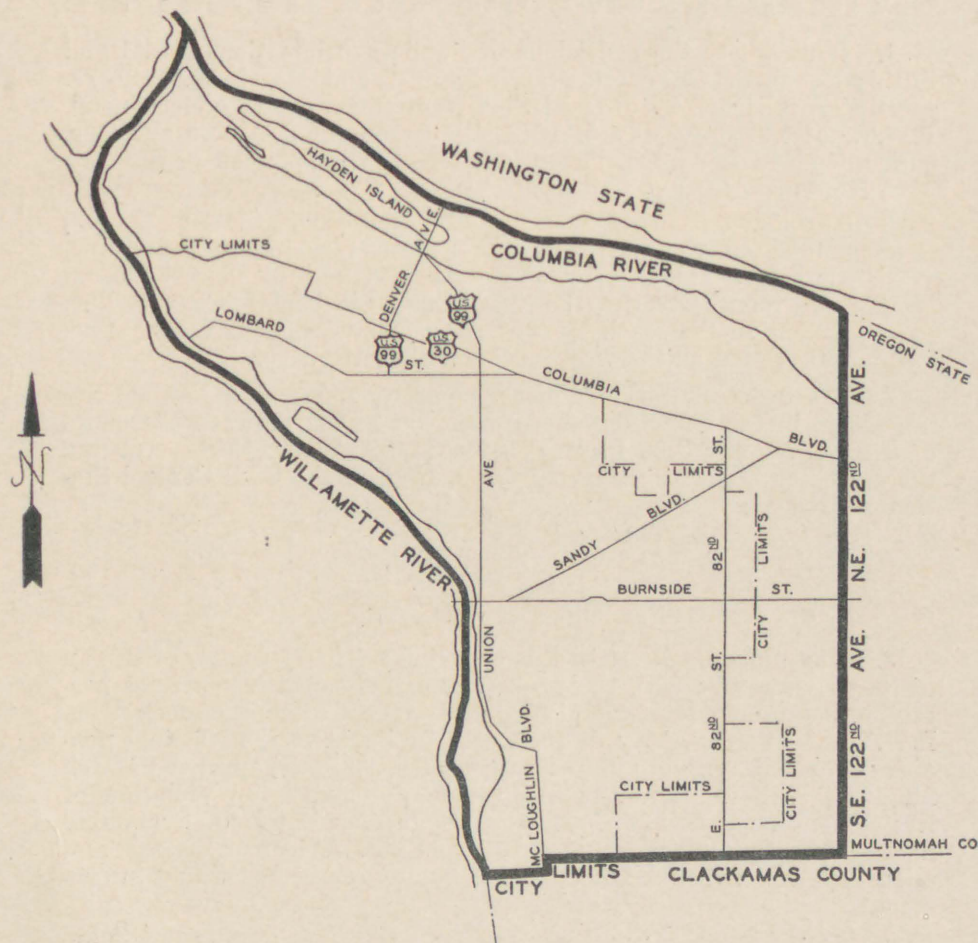 WASHINGTON STATE
HAYDEN ISLAND
COLUMBIA RIVER
CITY LIMITS
DENVER AVE
LOMBARD ST.
U.S. 99
U.S. 30
U.S. 99
OREGON STATE
COLUMBIA BLVD.
N
CITY LIMITS
WILLAMETTE RIVER
UNION AVE
SANDY BLVD.
82ND ST.
CITY LIMITS
N.E. 122ND AVE.
BURNSIDE ST.
MC LOUGHLIN BLVD.
E. 82ND ST.
CITY LIMITS
CITY LIMITS
S.E. 122ND AVE.
MULTNOMAH CO
CITY LIMITS
CLACKAMAS COUNTY